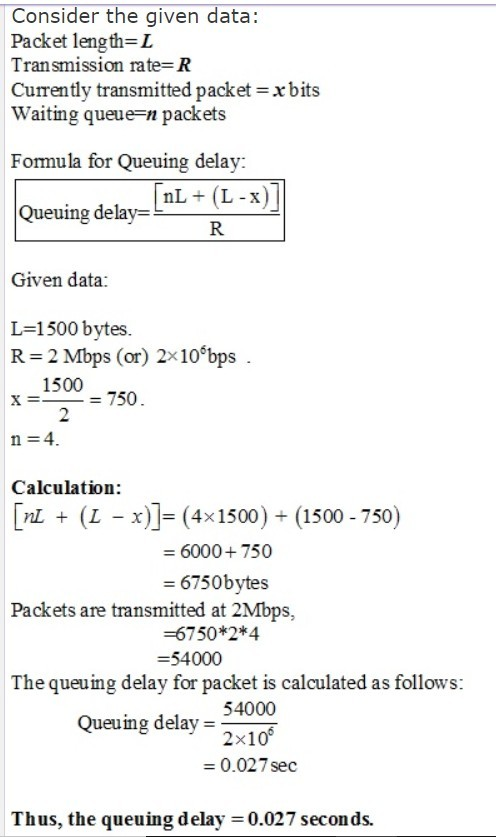 Consider the given data:
Packet length= L
Transmission rate= R
Currently transmitted packet = x bits
Waiting queue=n packets
Formula for Queuing delay:
Queuing delay= [nL + (L - x)] / R
Given data:
L=1500 bytes.
R = 2 Mbps (or) 2×10⁶bps .
x = 1500 / 2 = 750.
n = 4.
Calculation:
[nL + (L − x)]= (4×1500) + (1500 - 750)
= 6000 + 750
= 6750bytes
Packets are transmitted at 2Mbps,
=6750*2*4
=54000
The queuing delay for packet is calculated as follows:
Queuing delay = 54000 / 2×10⁶
= 0.027 sec
Thus, the queuing delay = 0.027 seconds.